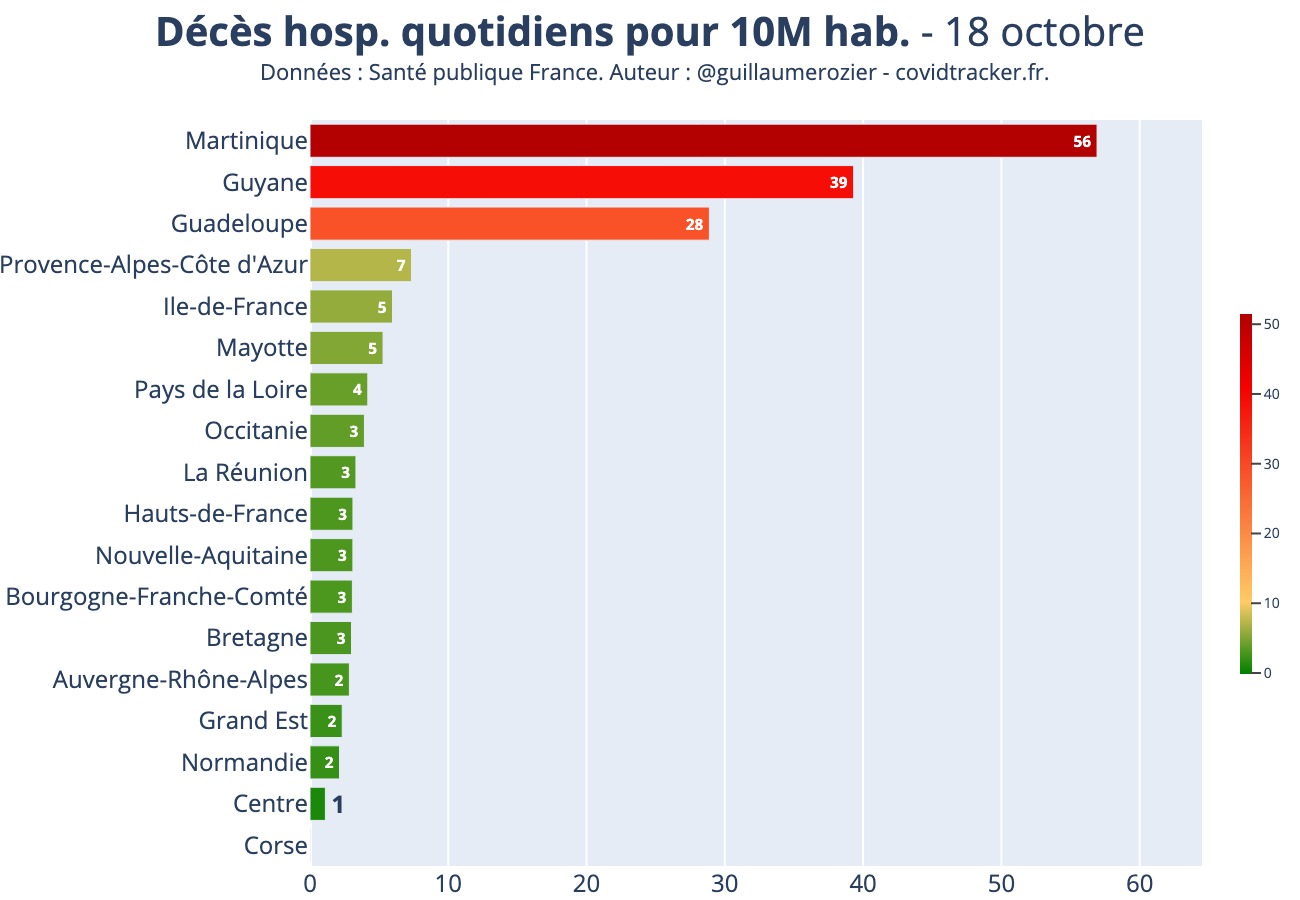 Décès hosp. quotidiens pour 10M hab. - 18 octobre
Données : Santé publique France. Auteur : @guillaumerozier - covidtracker.fr.
Martinique 56
Guyane 39
Guadeloupe 28
Provence-Alpes-Côte d'Azur 7
Ile-de-France 5
Mayotte 5
Pays de la Loire 4
Occitanie 3
La Réunion 3
Hauts-de-France 3
Nouvelle-Aquitaine 3
Bourgogne-Franche-Comté 3
Bretagne 3
Auvergne-Rhône-Alpes 2
Grand Est 2
Normandie 2
Centre 1
Corse
0 10 20 30 40 50 60
50
40
30
20
10
0